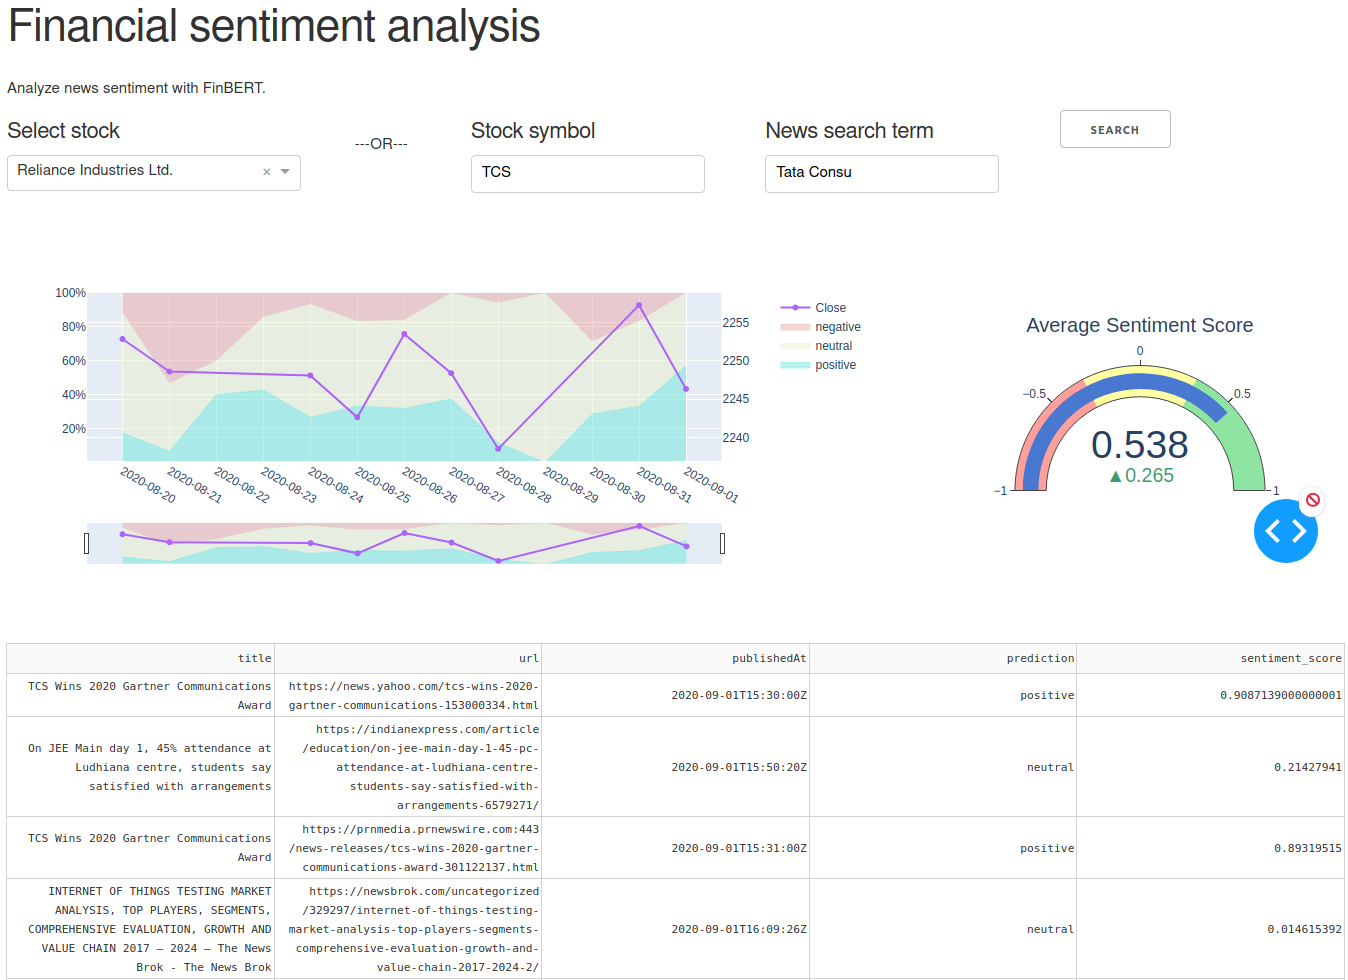 Financial sentiment analysis
Analyze news sentiment with FinBERT.
Select stock
---OR---
Stock symbol
News search term
SEARCH
Reliance Industries Ltd.
×
TCS
Tata Consu
100%
80%
60%
40%
20%
2255
2250
2245
2240
2020-08-20
2020-08-21
2020-08-22
2020-08-23
2020-08-24
2020-08-25
2020-08-26
2020-08-27
2020-08-28
2020-08-29
2020-08-30
2020-08-31
2020-09-01
Close
negative
neutral
positive
Average Sentiment Score
0
−0.5
0.5
0.538
▲0.265
−1
1
title
url
publishedAt
prediction
sentiment_score
TCS Wins 2020 Gartner Communications
Award
https://news.yahoo.com/tcs-wins-2020-
gartner-communications-153000334.html
2020-09-01T15:30:00Z
positive
0.9087139000000001
On JEE Main day 1, 45% attendance at
Ludhiana centre, students say
satisfied with arrangements
https://indianexpress.com/article
/education/on-jee-main-day-1-45-pc-
attendance-at-ludhiana-centre-
students-say-satisfied-with-
arrangements-6579271/
2020-09-01T15:50:20Z
neutral
0.21427941
TCS Wins 2020 Gartner Communications
Award
https://prnmedia.prnewswire.com:443
/news-releases/tcs-wins-2020-gartner-
communications-award-301122137.html
2020-09-01T15:31:00Z
positive
0.89319515
INTERNET OF THINGS TESTING MARKET
ANALYSIS, TOP PLAYERS, SEGMENTS,
COMPREHENSIVE EVALUATION, GROWTH AND
VALUE CHAIN 2017 – 2024 – The News
Brok - The News Brok
https://newsbrok.com/uncategorized
/329297/internet-of-things-testing-
market-analysis-top-players-segments-
comprehensive-evaluation-growth-and-
value-chain-2017-2024-2/
2020-09-01T16:09:26Z
neutral
0.014615392